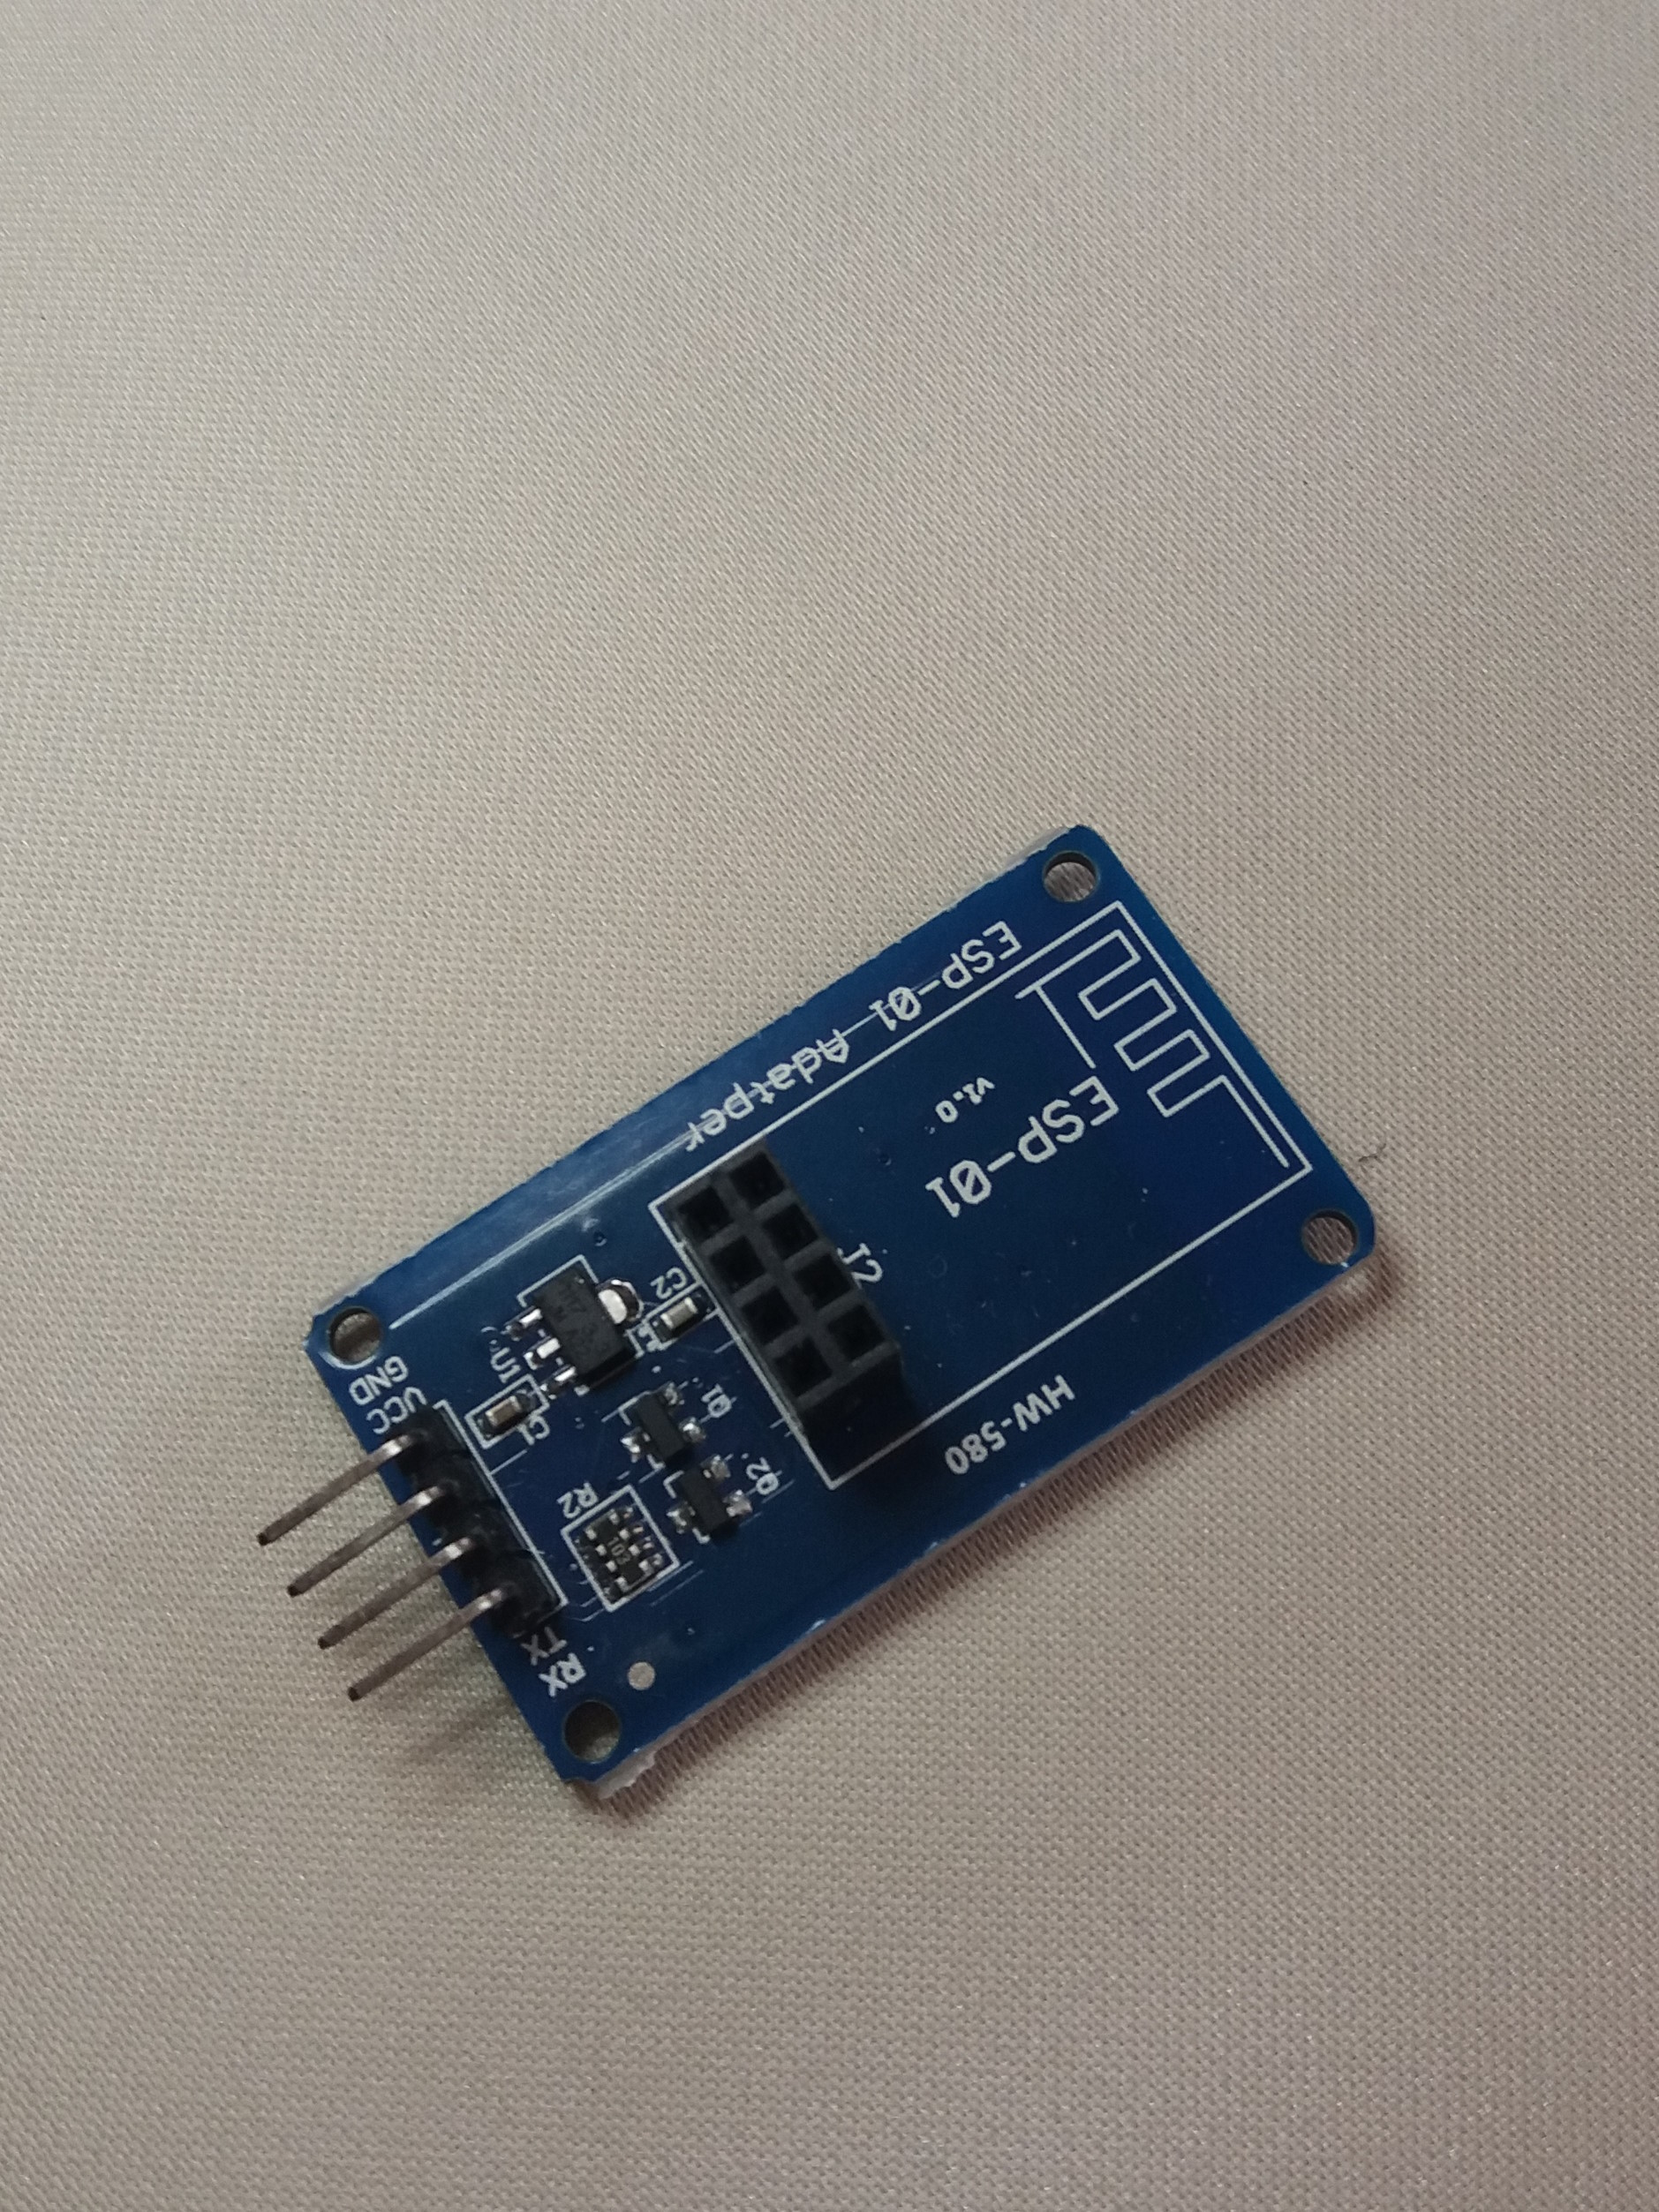 ESP-01 Adatper
v1.0
ESP-01
J2
HW-580
C2
U1
C1
Q1
Q2
R2
103
GND
VCC
TX
RX